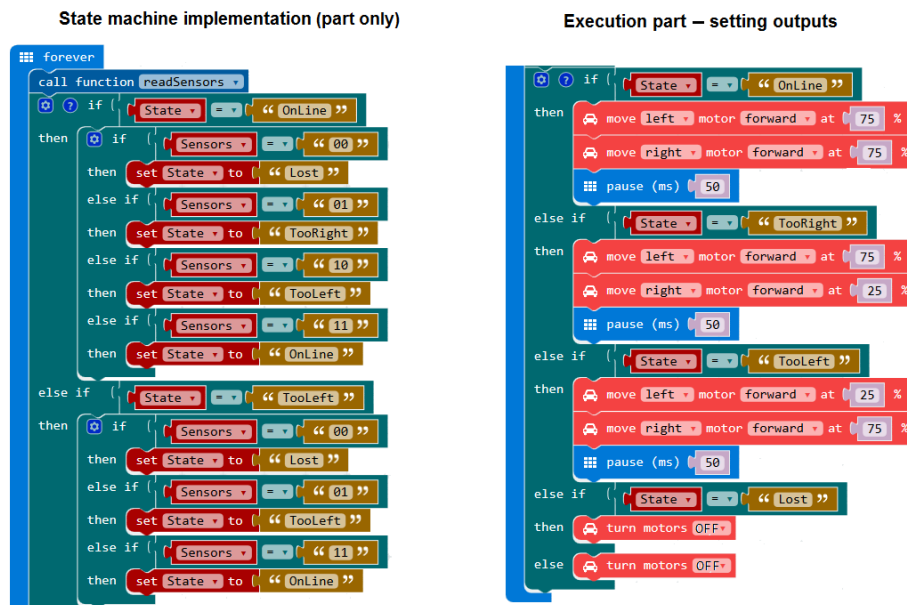 State machine implementation (part only)
forever
call function readSensors
? if State = “ OnLine ”
then if Sensors = “ 00 ”
then set State to “ Lost ”
else if Sensors = “ 01 ”
then set State to “ TooRight ”
else if Sensors = “ 10 ”
then set State to “ TooLeft ”
else if Sensors = “ 11 ”
then set State to “ OnLine ”
else if State = “ TooLeft ”
then if Sensors = “ 00 ”
then set State to “ Lost ”
else if Sensors = “ 01 ”
then set State to “ TooLeft ”
else if Sensors = “ 11 ”
then set State to “ OnLine ”
Execution part – setting outputs
? if State = “ OnLine ”
then move left motor forward at 75 %
move right motor forward at 75 %
pause (ms) 50
else if State = “ TooRight ”
then move left motor forward at 75 %
move right motor forward at 25 %
pause (ms) 50
else if State = “ TooLeft ”
then move left motor forward at 25 %
move right motor forward at 75 %
pause (ms) 50
else if State = “ Lost ”
then turn motors OFF
else turn motors OFF